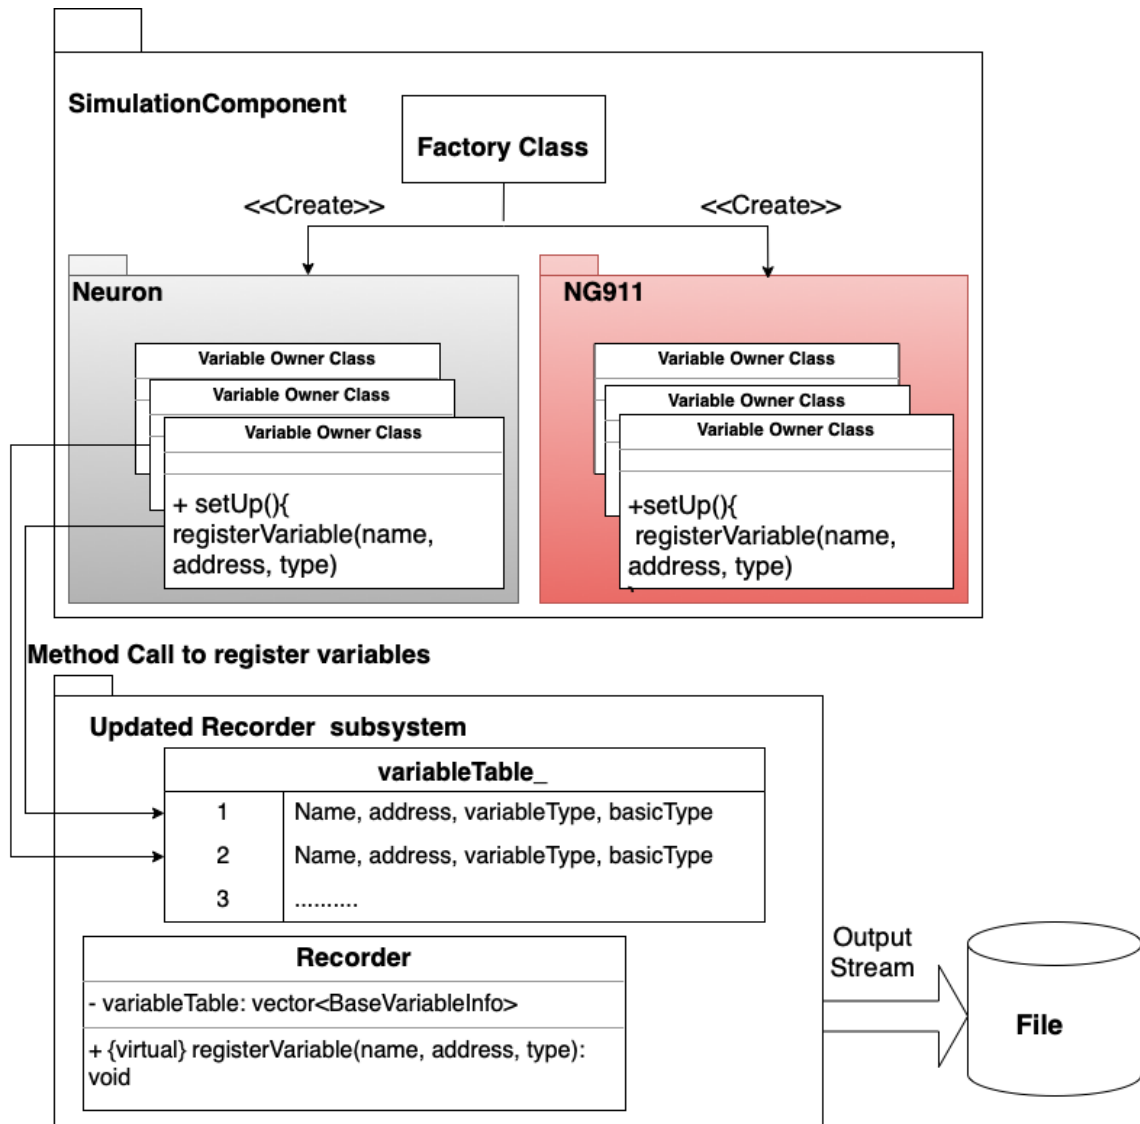 SimulationComponent
Factory Class
<<Create>>
<<Create>>
Neuron
NG911
Variable Owner Class
Variable Owner Class
Variable Owner Class
+ setUp(){
registerVariable(name,
address, type)
Variable Owner Class
Variable Owner Class
Variable Owner Class
+setUp(){
registerVariable(name,
address, type)
Method Call to register variables
Updated Recorder subsystem
variableTable_
1 Name, address, variableType, basicType
2 Name, address, variableType, basicType
3 ..........
Recorder
- variableTable: vector<BaseVariableInfo>
+ {virtual} registerVariable(name, address, type):
void
Output
Stream
File